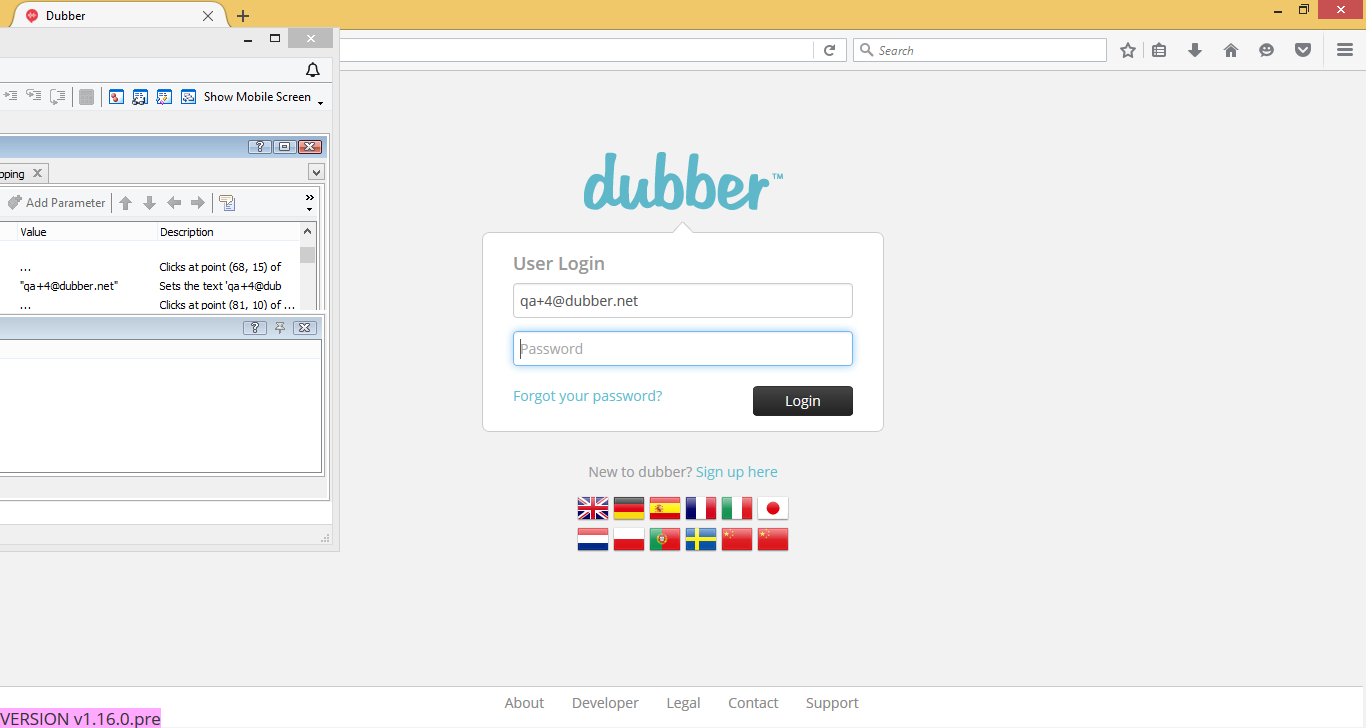 Dubber
Search
Show Mobile Screen
pping
Add Parameter
Value Description
... Clicks at point (68, 15) of
"qa+4@dubber.net" Sets the text 'qa+4@dub
... Clicks at point (81, 10) of ...
dubber™
User Login
qa+4@dubber.net
Password
Forgot your password?
Login
New to dubber? Sign up here
About Developer Legal Contact Support
VERSION v1.16.0.pre